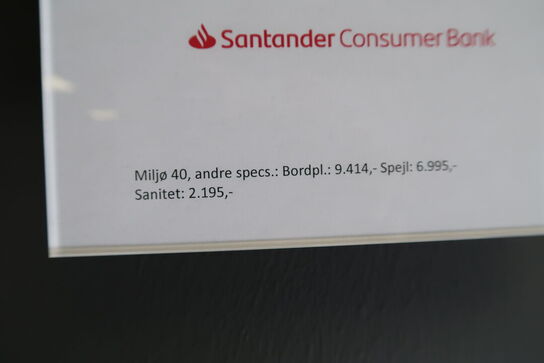 Santander Consumer Bank
Miljø 40, andre specs.: Bordpl.: 9.414,- Spejl: 6.995,-
Sanitet: 2.195,-